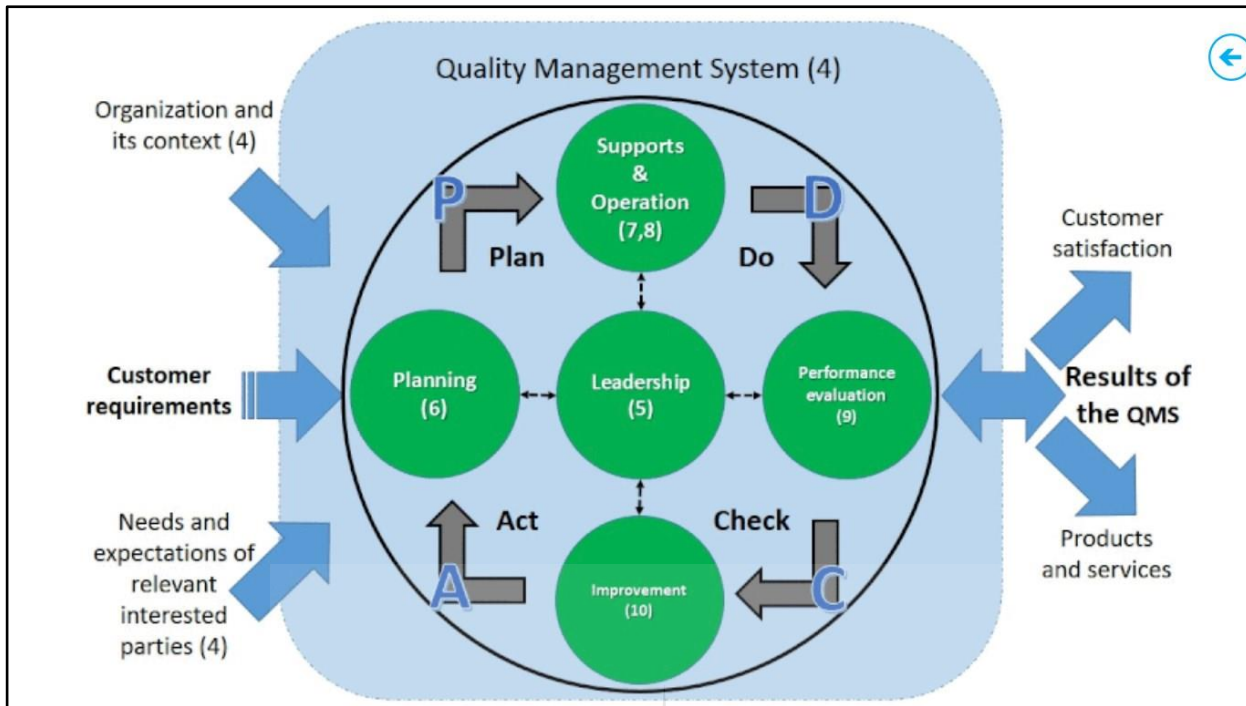 Quality Management System (4)
Organization and
its context (4)
Supports
&
Operation
(7,8)
P
D
Plan
Do
Customer
satisfaction
Customer
requirements
Planning
(6)
Leadership
(5)
Performance
evaluation
(9)
Results of
the QMS
Needs and
expectations of
relevant
interested
parties (4)
Act
Check
A
C
Improvement
(10)
Products
and services